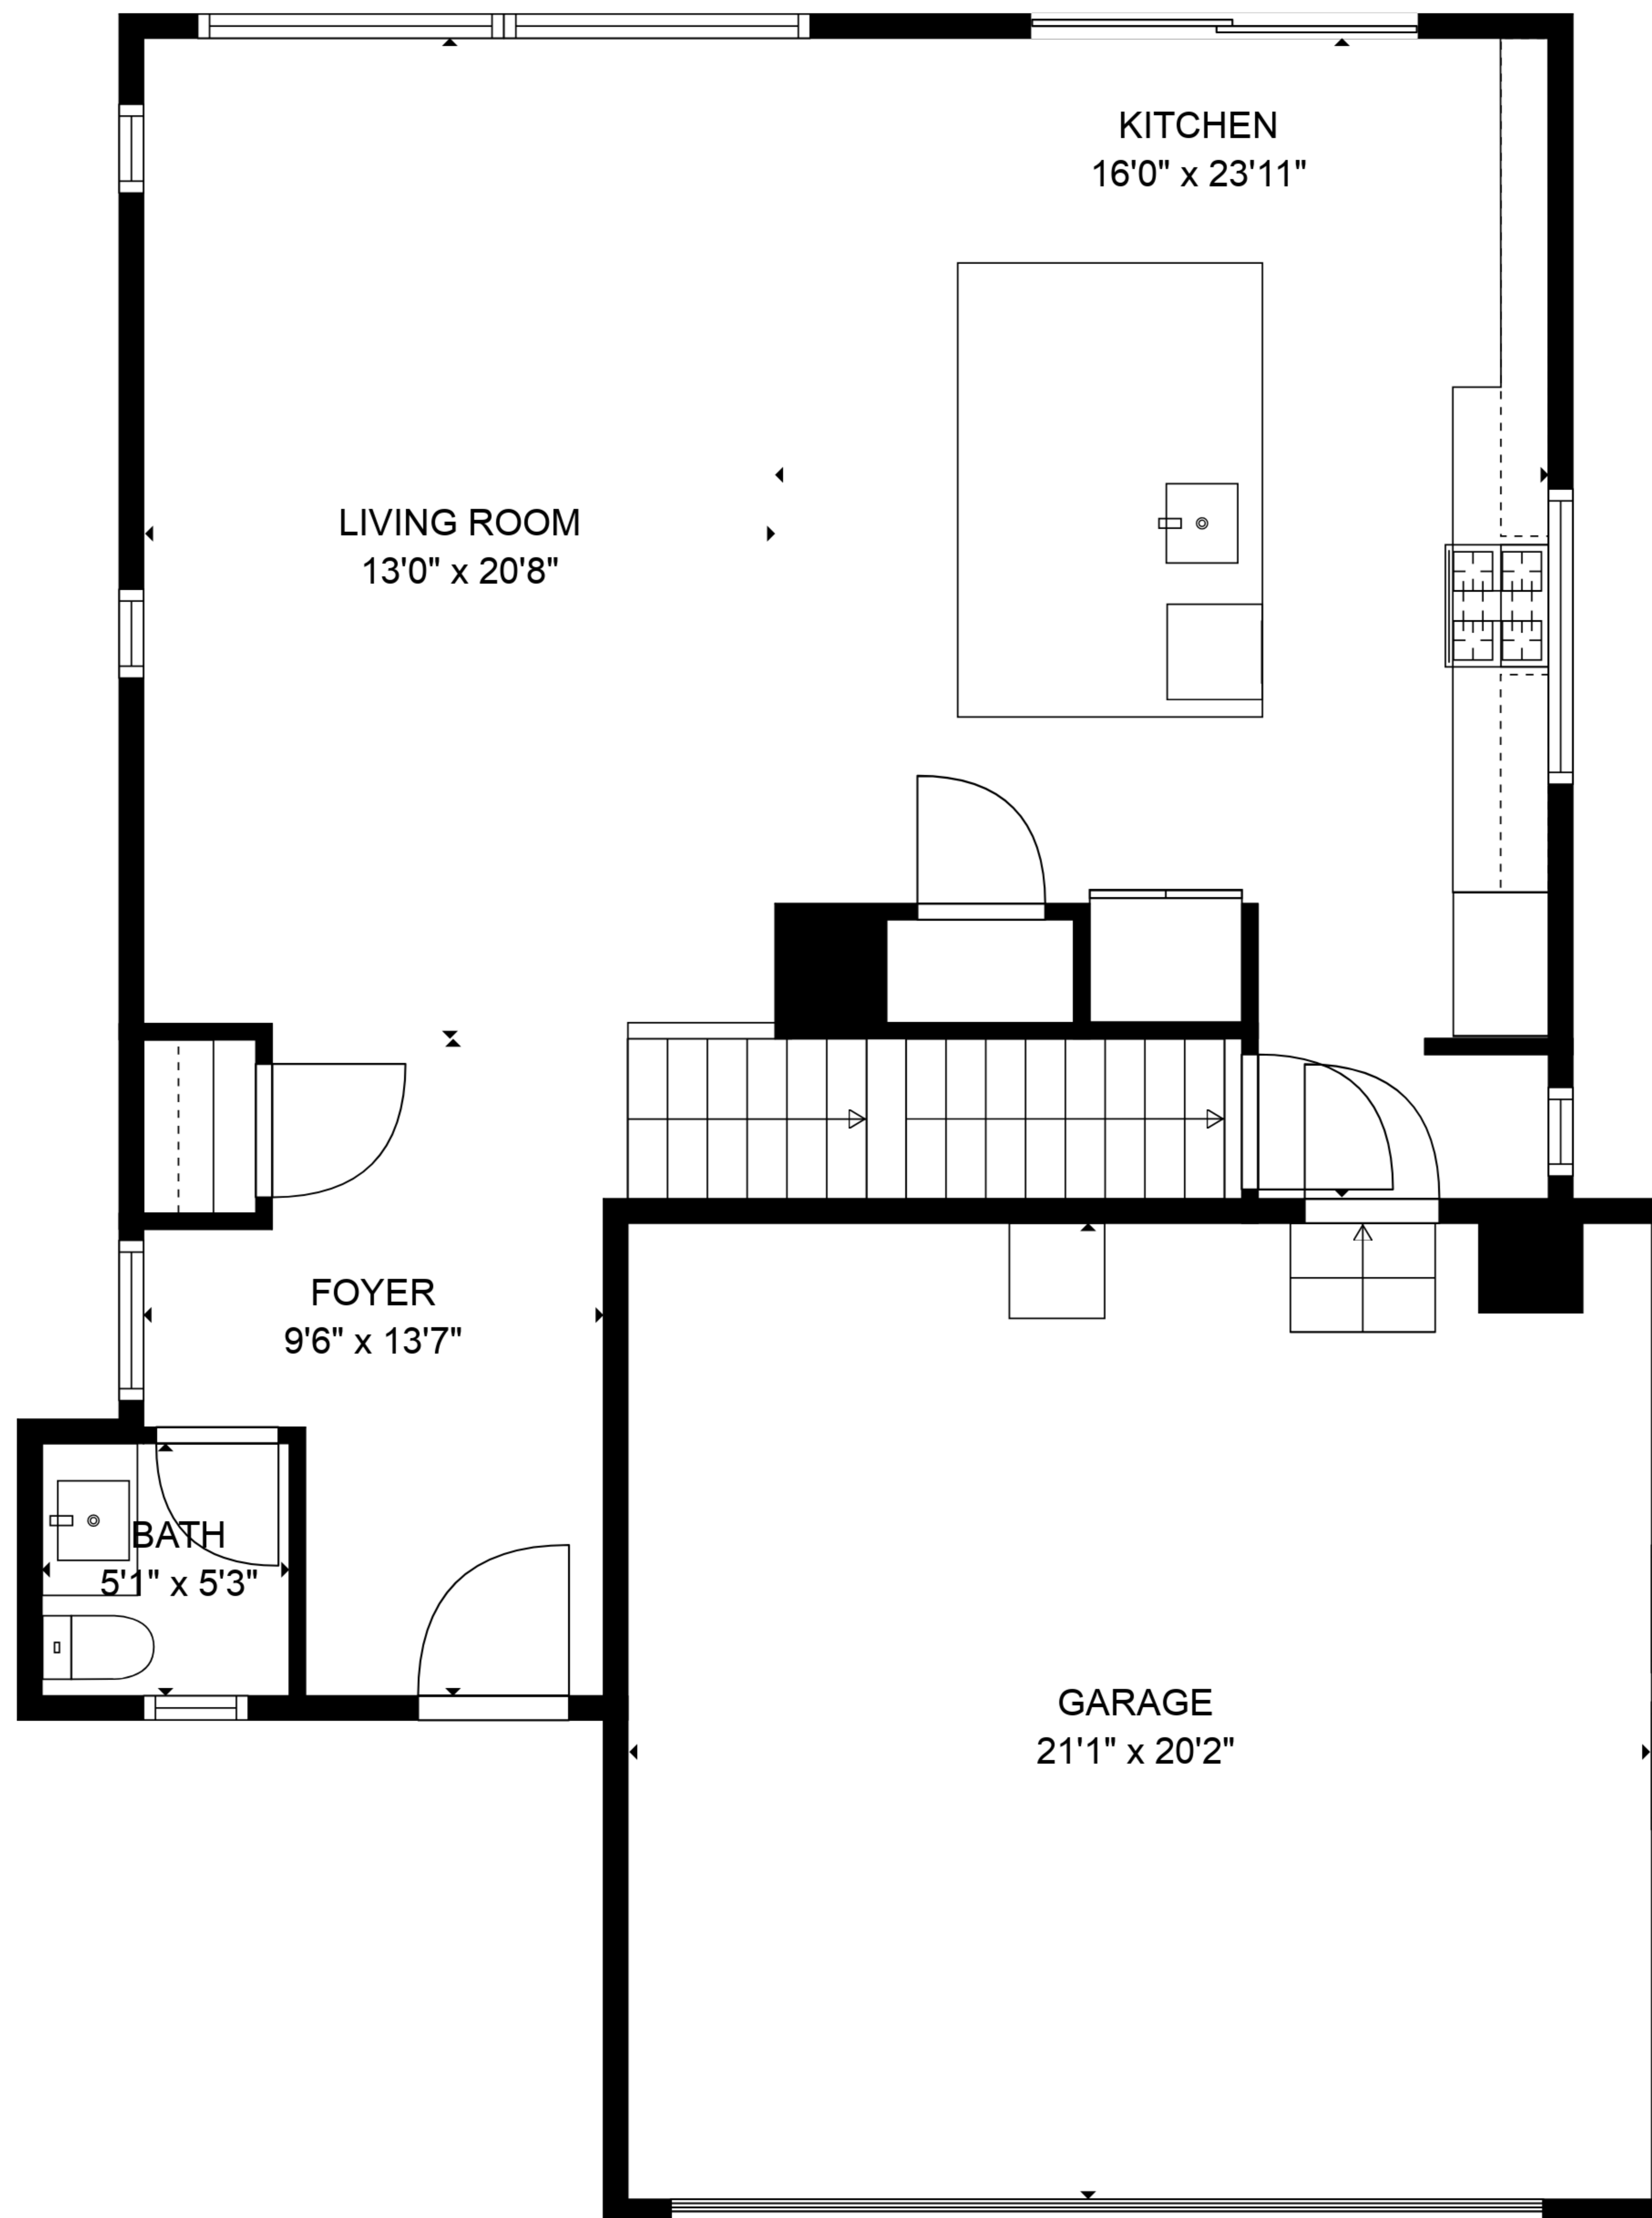 KITCHEN
16'0" x 23'11"
LIVING ROOM
13'0" x 20'8"
FOYER
9'6" x 13'7"
BATH
5'1" x 5'3"
GARAGE
21'1" x 20'2"